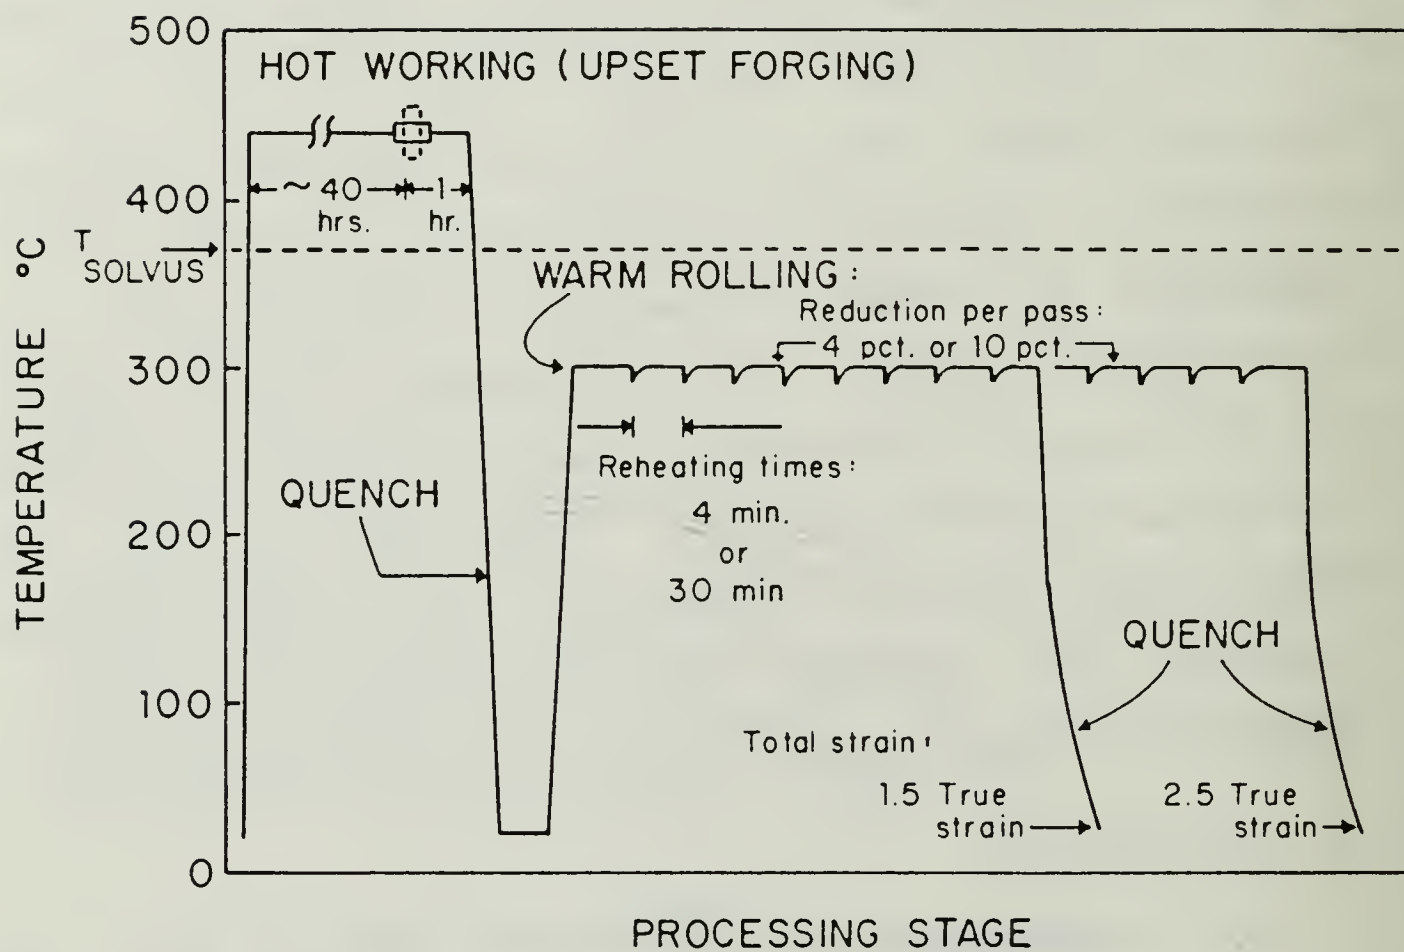 500
HOT WORKING (UPSET FORGING)
~ 40
hrs.
1
hr.
400
T
SOLVUS
WARM ROLLING:
Reduction per pass:
4 pct. or 10 pct.
300
Reheating times:
4 min.
or
30 min
QUENCH
200
QUENCH
100
Total strain:
1.5 True
strain
2.5 True
strain
0
TEMPERATURE °C
PROCESSING STAGE